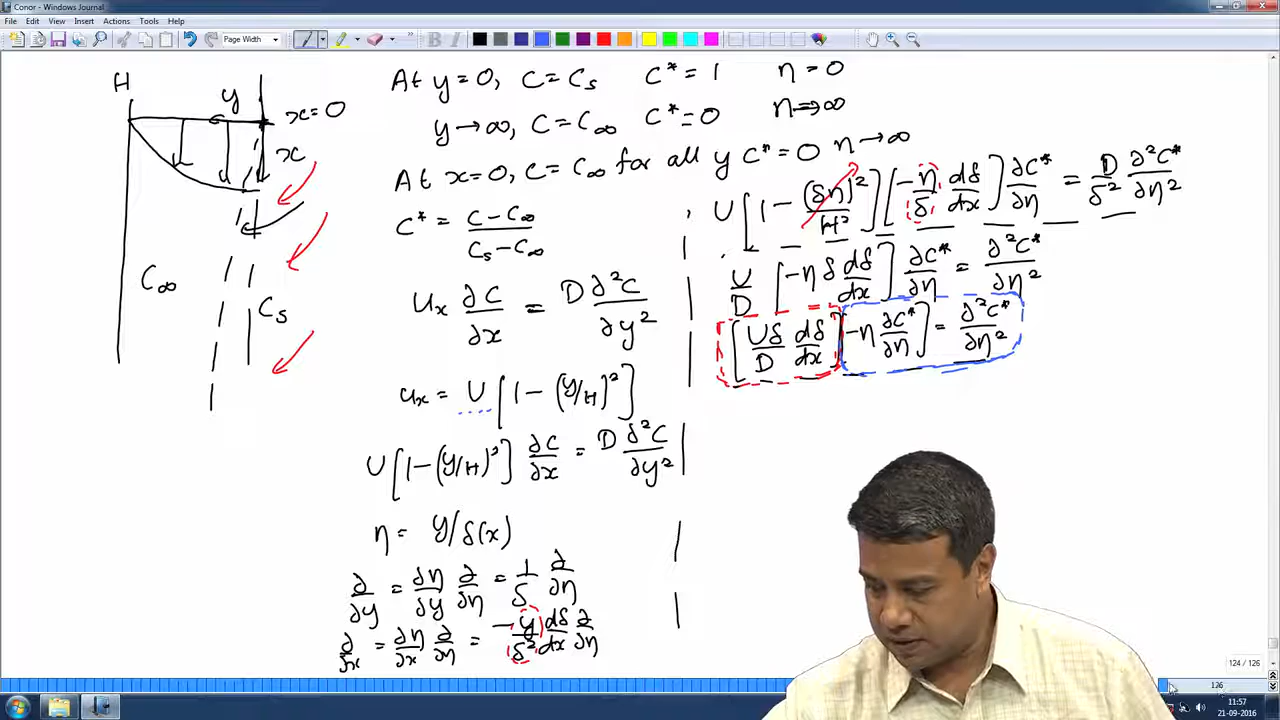 Conor - Windows Journal
File Edit View Insert Actions Tools Help
Page Width
B I
H
y
x=0
x
C∞
Cs
At y=0, C=Cs C*=1 η=0
y→∞, C=C∞ C*=0 η→∞
At x=0, C=C∞ for all y C*=0 η→∞
C* = (C-C∞)/(Cs-C∞)
ux ∂C/∂x = D ∂²C/∂y²
ux = U[1-(y/H)²]
U[1-(y/H)²] ∂C/∂x = D ∂²C/∂y²
η = y/δ(x)
∂/∂y = ∂η/∂y ∂/∂η = 1/δ ∂/∂η
∂/∂x = ∂η/∂x ∂/∂η = -y/δ² dδ/dx ∂/∂η
U[1-(δη)²/H²][-η/δ dδ/dx] ∂C*/∂η = D/δ² ∂²C*/∂η²
U/D [-ηδ dδ/dx] ∂C*/∂η = ∂²C*/∂η²
[Uδ/D dδ/dx][-η ∂C*/∂η] = ∂²C*/∂η²
124 / 126
126
11:57
21-09-2016